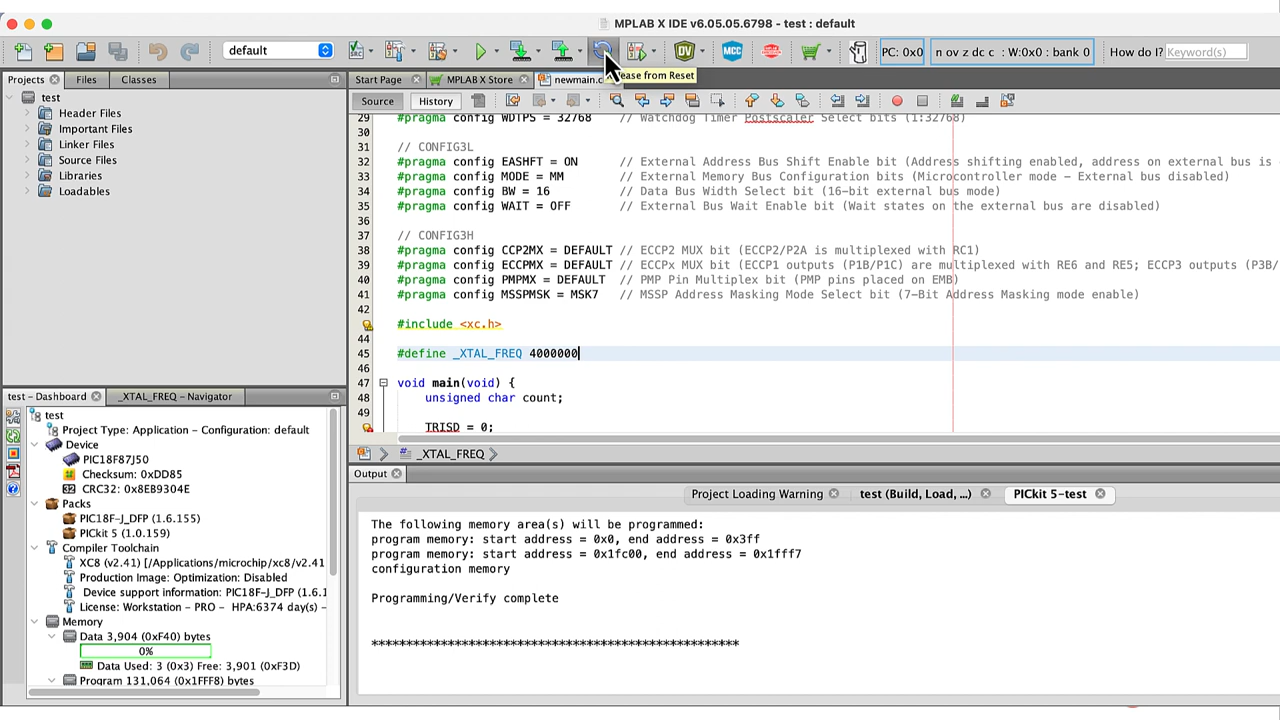 MPLAB X IDE v6.05.05.6798 - test : default
default
DV
MCC
PC: 0x0
n ov z dc c : W:0x0 : bank 0
How do I?
Keyword(s)
Projects
Files
Classes
Start Page
MPLAB X Store
newmain.c
ease from Reset
Source
History
test
Header Files
Important Files
Linker Files
Source Files
Libraries
Loadables
29 #pragma config WDTPS = 32768 // Watchdog Timer Postscaler Select bits (1:32768)
30
31 // CONFIG3L
32 #pragma config EASHFT = ON // External Address Bus Shift Enable bit (Address shifting enabled, address on external bus is
33 #pragma config MODE = MM // External Memory Bus Configuration bits (Microcontroller mode - External bus disabled)
34 #pragma config BW = 16 // Data Bus Width Select bit (16-bit external bus mode)
35 #pragma config WAIT = OFF // External Bus Wait Enable bit (Wait states on the external bus are disabled)
36
37 // CONFIG3H
38 #pragma config CCP2MX = DEFAULT // ECCP2 MUX bit (ECCP2/P2A is multiplexed with RC1)
39 #pragma config ECCPMX = DEFAULT // ECCPx MUX bit (ECCP1 outputs (P1B/P1C) are multiplexed with RE6 and RE5; ECCP3 outputs (P3B/
40 #pragma config PMPMX = DEFAULT // PMP Pin Multiplex bit (PMP pins placed on EMB)
41 #pragma config MSSPMSK = MSK7 // MSSP Address Masking Mode Select bit (7-Bit Address Masking mode enable)
42
#include <xc.h>
44
45 #define _XTAL_FREQ 4000000
46
47 void main(void) {
48 unsigned char count;
49
TRISD = 0;
_XTAL_FREQ
test - Dashboard
_XTAL_FREQ - Navigator
test
Project Type: Application - Configuration: default
Device
PIC18F87J50
Checksum: 0xDD85
32 CRC32: 0x8EB9304E
Packs
PIC18F-J_DFP (1.6.155)
PICkit 5 (1.0.159)
Compiler Toolchain
XC8 (v2.41) [/Applications/microchip/xc8/v2.41
Production Image: Optimization: Disabled
Device support information: PIC18F-J_DFP (1.6.1
License: Workstation - PRO - HPA:6374 day(s) -
Memory
Data 3,904 (0xF40) bytes
0%
Data Used: 3 (0x3) Free: 3,901 (0xF3D)
Program 131,064 (0x1FFF8) bytes
Output
Project Loading Warning
test (Build, Load, ...)
PICkit 5-test
The following memory area(s) will be programmed:
program memory: start address = 0x0, end address = 0x3ff
program memory: start address = 0x1fc00, end address = 0x1fff7
configuration memory
Programming/Verify complete
*****************************************************